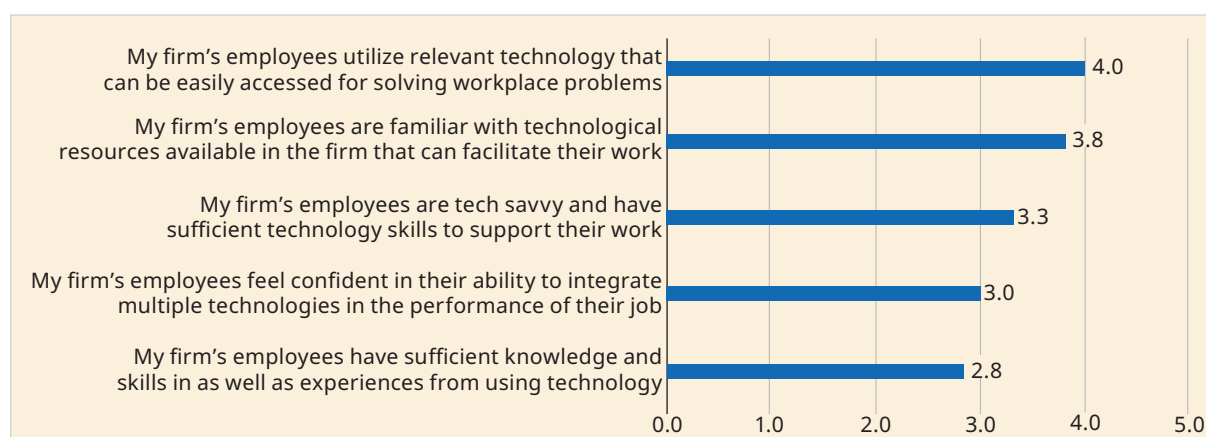 My firm’s employees utilize relevant technology that
can be easily accessed for solving workplace problems
4.0
My firm’s employees are familiar with technological
resources available in the firm that can facilitate their work
3.8
My firm’s employees are tech savvy and have
sufficient technology skills to support their work
3.3
My firm’s employees feel confident in their ability to integrate
multiple technologies in the performance of their job
3.0
My firm’s employees have sufficient knowledge and
skills in as well as experiences from using technology
2.8
0.0 1.0 2.0 3.0 4.0 5.0